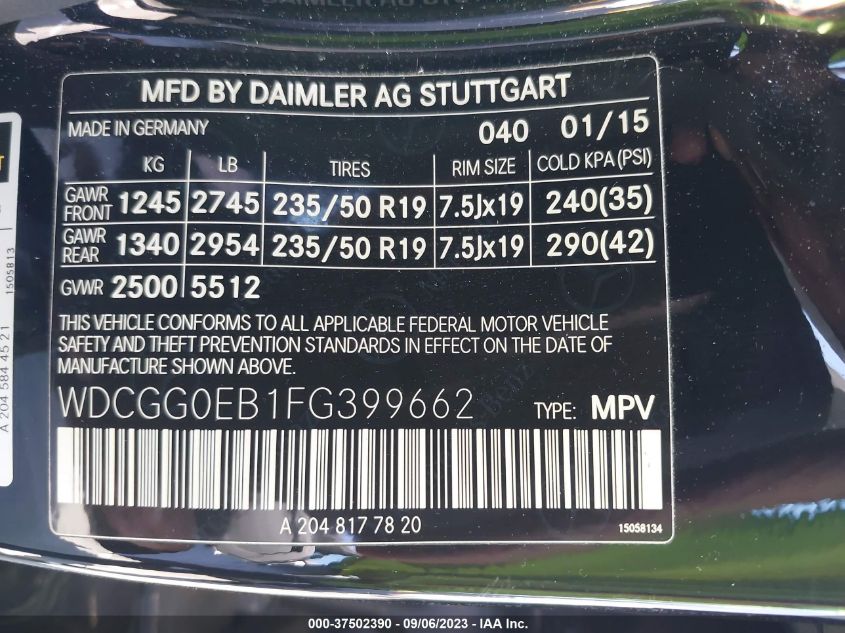 MFD BY DAIMLER AG STUTTGART
MADE IN GERMANY 040 01/15
KG LB TIRES RIM SIZE COLD KPA(PSI)
GAWR FRONT 1245 2745 235/50 R19 7.5Jx19 240(35)
GAWR REAR 1340 2954 235/50 R19 7.5Jx19 290(42)
GVWR 2500 5512
THIS VEHICLE CONFORMS TO ALL APPLICABLE FEDERAL MOTOR VEHICLE
SAFETY AND THEFT PREVENTION STANDARDS IN EFFECT ON THE DATE OF
MANUFACTURE SHOWN ABOVE.
WDCGG0EB1FG399662 TYPE: MPV
A 204 817 78 20 15058134
A 204 584 45 21
1505813
000-37502390 - 09/06/2023 - IAA Inc.